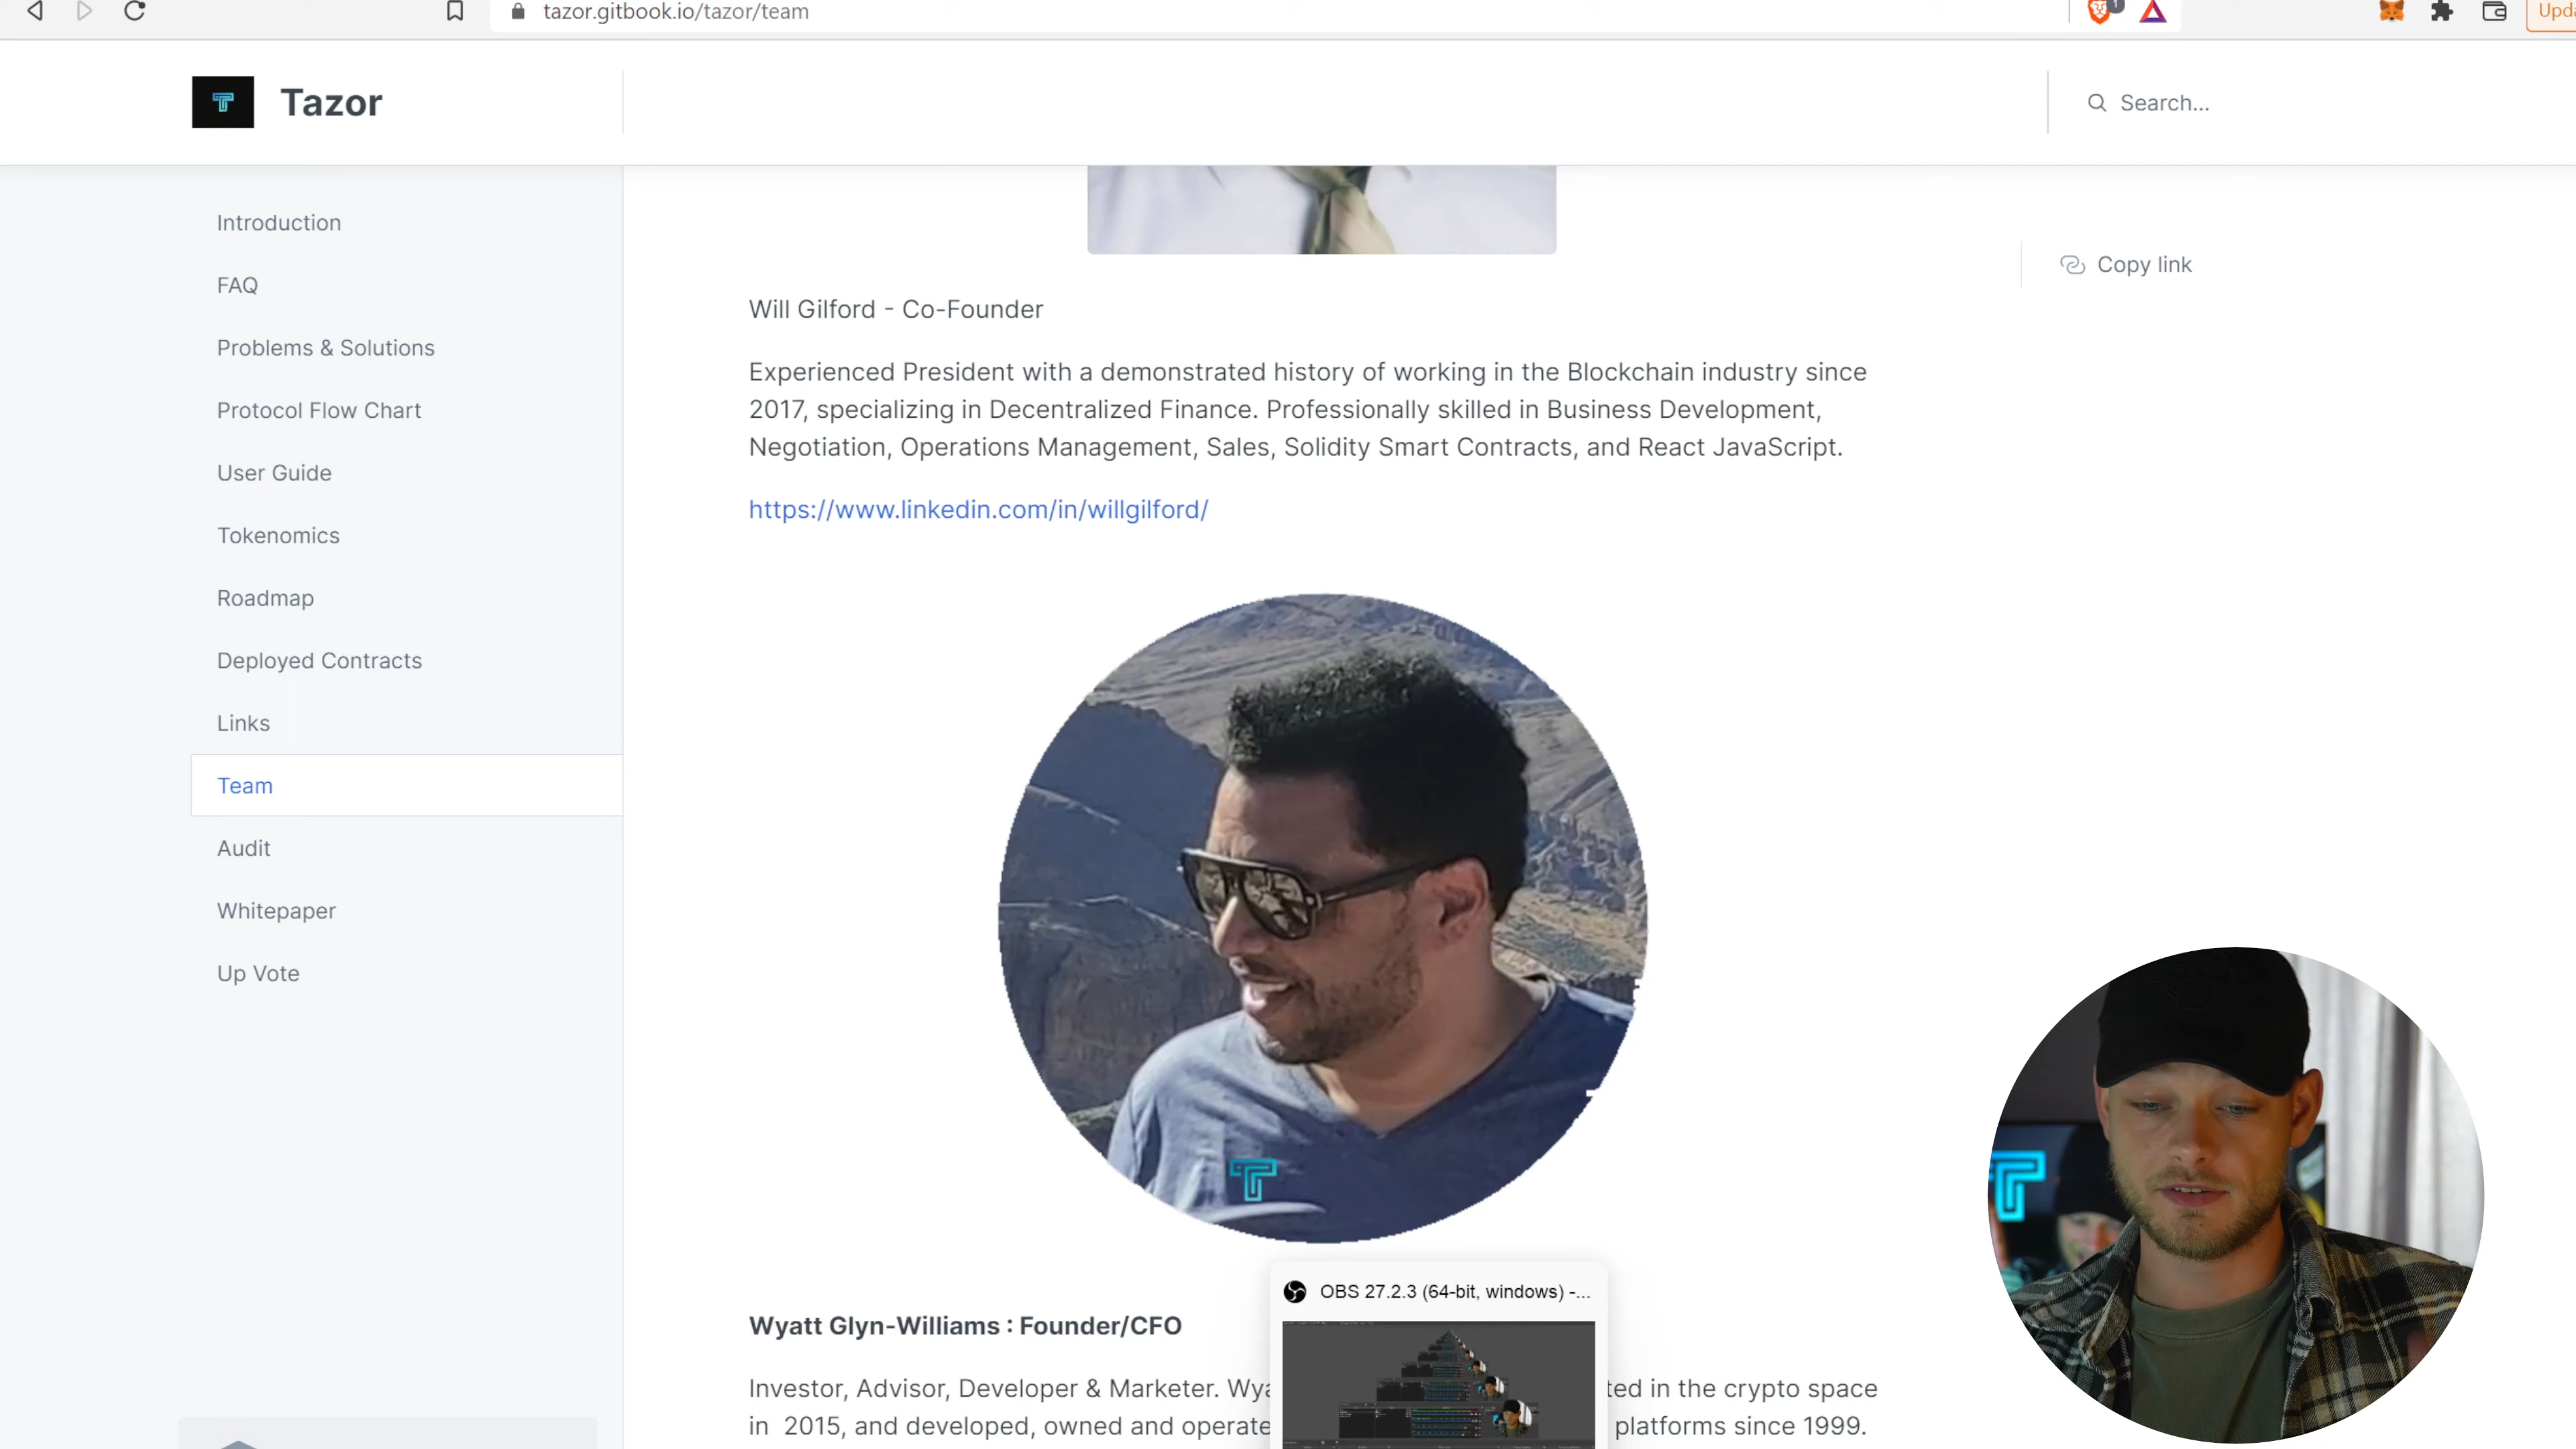 tazor.gitbook.io/tazor/team
1
Upda
Tazor
Search...
Introduction
FAQ
Problems & Solutions
Protocol Flow Chart
User Guide
Tokenomics
Roadmap
Deployed Contracts
Links
Team
Audit
Whitepaper
Up Vote
Copy link
Will Gilford - Co-Founder
Experienced President with a demonstrated history of working in the Blockchain industry since
2017, specializing in Decentralized Finance. Professionally skilled in Business Development,
Negotiation, Operations Management, Sales, Solidity Smart Contracts, and React JavaScript.
https://www.linkedin.com/in/willgilford/
OBS 27.2.3 (64-bit, windows) -...
Wyatt Glyn-Williams : Founder/CFO
Investor, Advisor, Developer & Marketer. Wya ted in the crypto space
in 2015, and developed, owned and operate platforms since 1999.